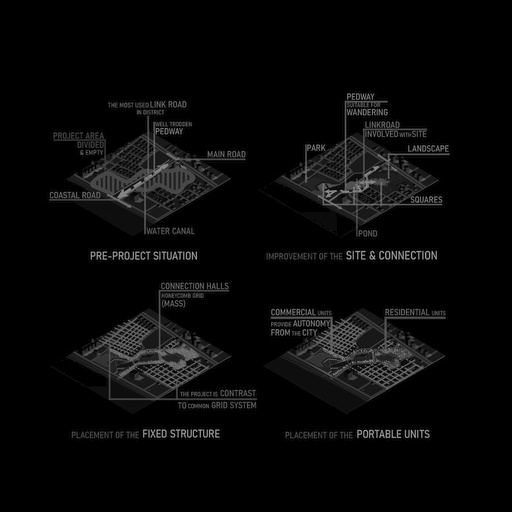 THE MOST USED LINK ROAD
IN DISTRICT
WELL TRODDEN
PEDWAY
PROJECT AREA
DIVIDED
& EMPTY
MAIN ROAD
COASTAL ROAD
WATER CANAL
PRE-PROJECT SITUATION
PEDWAY
SUITABLE FOR
WANDERING
LINKROAD
INVOLVED WITH SITE
PARK
LANDSCAPE
SQUARES
POND
IMPROVEMENT OF THE SITE & CONNECTION
CONNECTION HALLS
HONEYCOMB GRID
(MASS)
THE PROJECT IS CONTRAST
TO COMMON GRID SYSTEM
PLACEMENT OF THE FIXED STRUCTURE
COMMERCIAL UNITS
PROVIDE AUTONOMY
FROM THE CITY
RESIDENTIAL UNITS
PLACEMENT OF THE PORTABLE UNITS